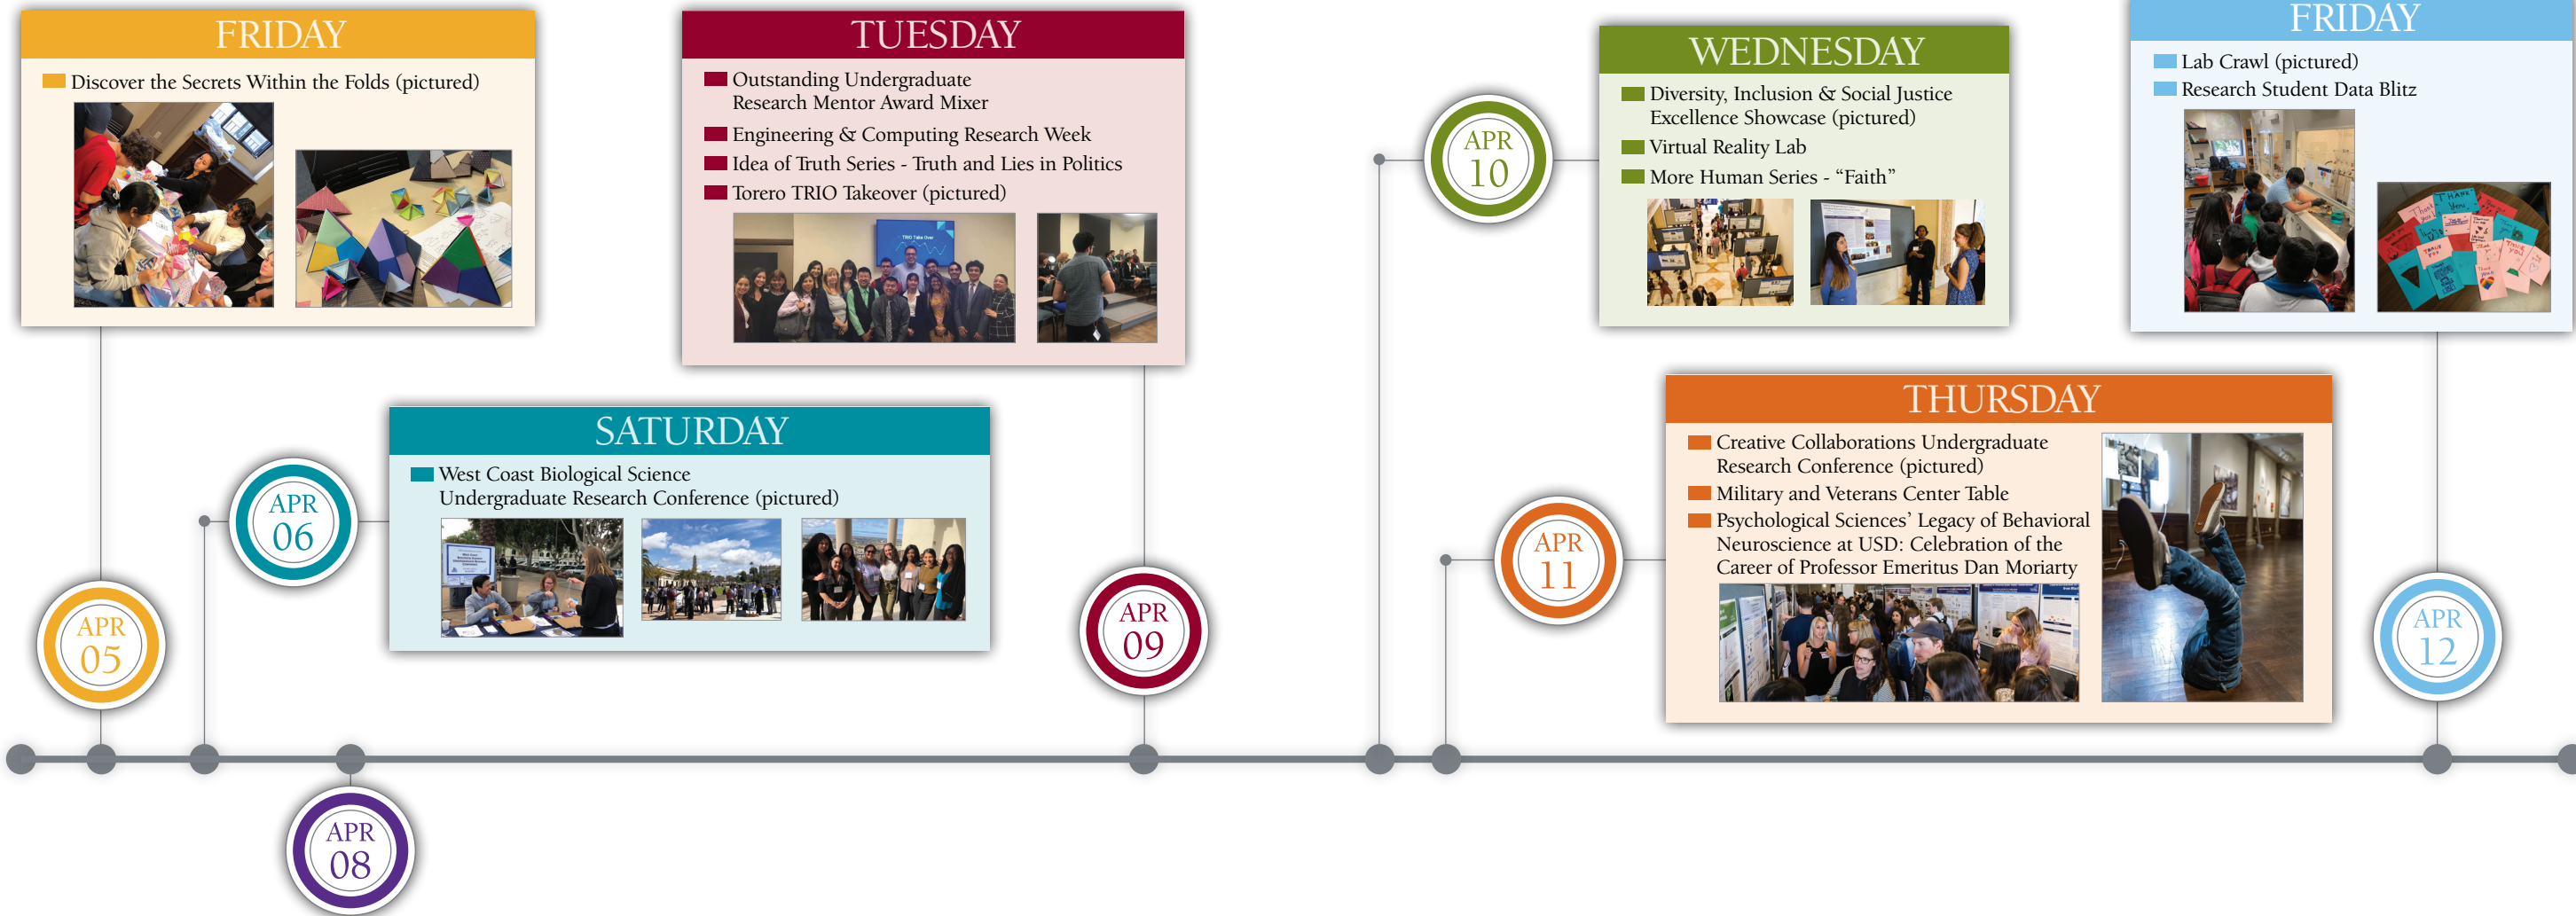 FRIDAY
Discover the Secrets Within the Folds (pictured)
APR
05
SATURDAY
West Coast Biological Science
Undergraduate Research Conference (pictured)
APR
06
APR
08
TUESDAY
Outstanding Undergraduate
Research Mentor Award Mixer
Engineering & Computing Research Week
Idea of Truth Series - Truth and Lies in Politics
Torero TRIO Takeover (pictured)
TRIO Take Over
APR
09
WEDNESDAY
Diversity, Inclusion & Social Justice
Excellence Showcase (pictured)
Virtual Reality Lab
More Human Series - “Faith”
APR
10
THURSDAY
Creative Collaborations Undergraduate
Research Conference (pictured)
Military and Veterans Center Table
Psychological Sciences’ Legacy of Behavioral
Neuroscience at USD: Celebration of the
Career of Professor Emeritus Dan Moriarty
APR
11
FRIDAY
Lab Crawl (pictured)
Research Student Data Blitz
APR
12